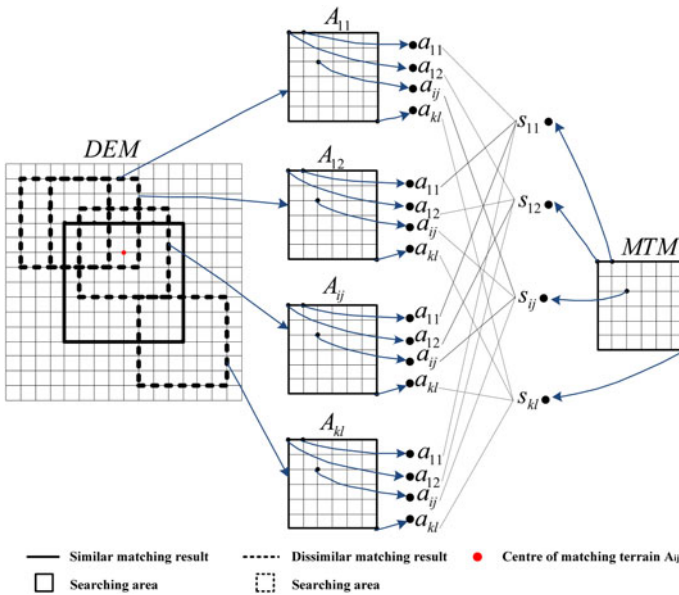 A11
a11
a12
aij
akl
DEM
A12
a11
a12
aij
akl
Aij
a11
a12
aij
akl
Akl
a11
a12
aij
akl
s11
s12
sij
skl
MTM
Similar matching result
Dissimilar matching result
Centre of matching terrain Aij
Searching area
Searching area